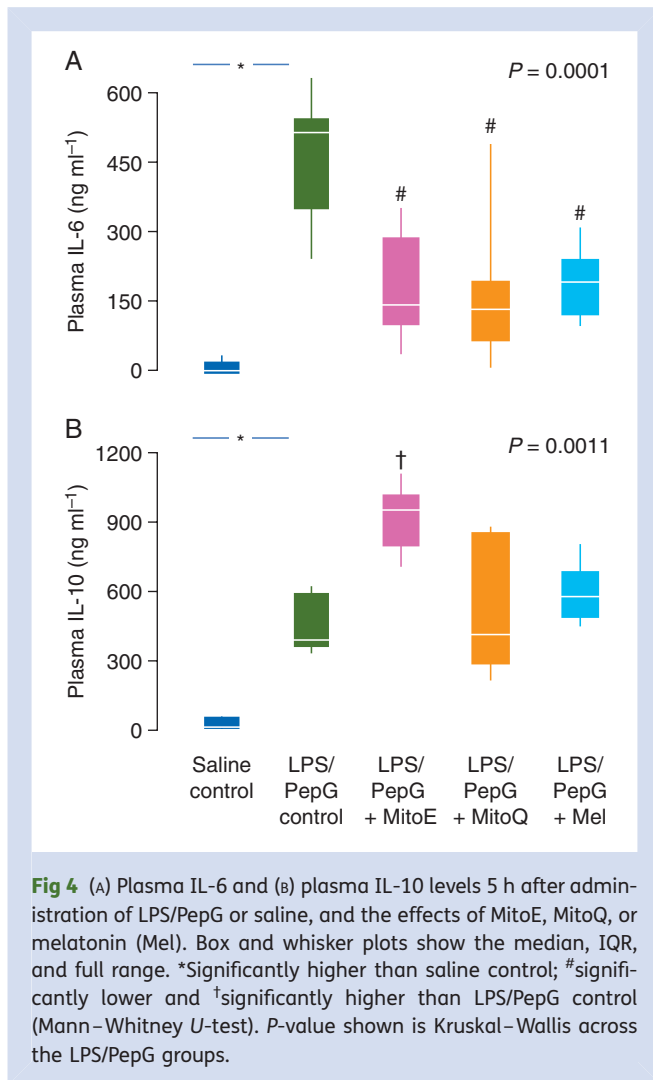 A
*
P = 0.0001
600
450
300
150
0
Plasma IL-6 (ng ml⁻¹)
#
#
#
B
*
P = 0.0011
1200
900
600
300
0
Plasma IL-10 (ng ml⁻¹)
†
Saline LPS/ LPS/ LPS/ LPS/
control PepG PepG PepG PepG
control + MitoE + MitoQ + Mel
Fig 4 (A) Plasma IL-6 and (B) plasma IL-10 levels 5 h after admin-
istration of LPS/PepG or saline, and the effects of MitoE, MitoQ, or
melatonin (Mel). Box and whisker plots show the median, IQR,
and full range. *Significantly higher than saline control; #signifi-
cantly lower and †significantly higher than LPS/PepG control
(Mann–Whitney U-test). P-value shown is Kruskal–Wallis across
the LPS/PepG groups.